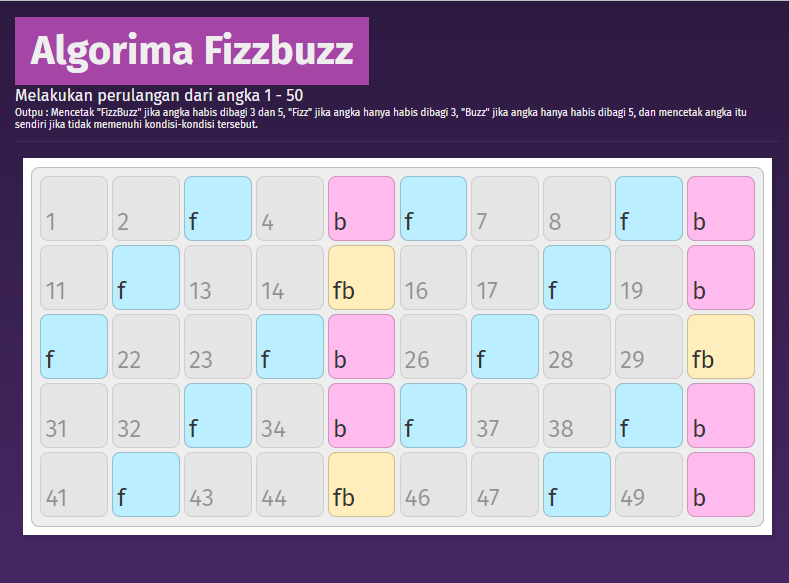 Algorima Fizzbuzz
Melakukan perulangan dari angka 1 - 50
Outpu : Mencetak "FizzBuzz" jika angka habis dibagi 3 dan 5, "Fizz" jika angka hanya habis dibagi 3, "Buzz" jika angka hanya habis dibagi 5, dan mencetak angka itu
sendiri jika tidak memenuhi kondisi-kondisi tersebut.
1 2 f 4 b f 7 8 f b
11 f 13 14 fb 16 17 f 19 b
f 22 23 f b 26 f 28 29 fb
31 32 f 34 b f 37 38 f b
41 f 43 44 fb 46 47 f 49 b